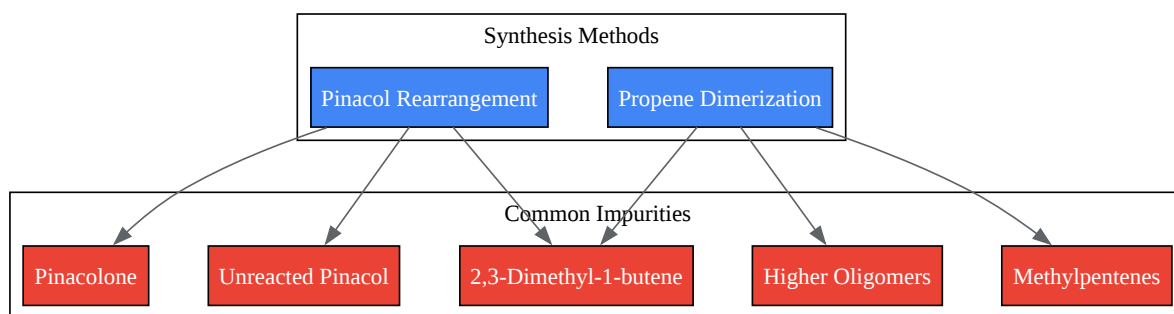 Synthesis Methods
Pinacol Rearrangement
Propene Dimerization
Common Impurities
Pinacolone
Unreacted Pinacol
2,3-Dimethyl-1-butene
Higher Oligomers
Methylpentenes